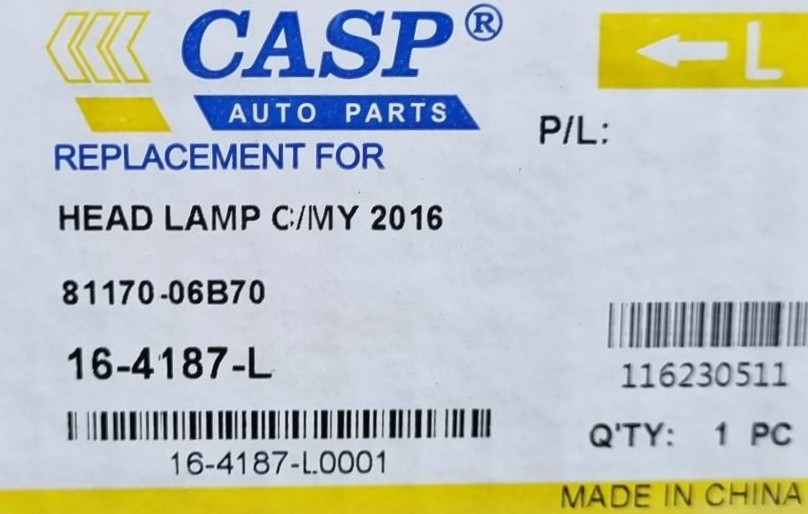 CASP®
AUTO PARTS
L
P/L:
REPLACEMENT FOR
HEAD LAMP C/MY 2016
81170-06B70
16-4187-L
116230511
16-4187-L0001
Q'TY: 1 PC
MADE IN CHINA